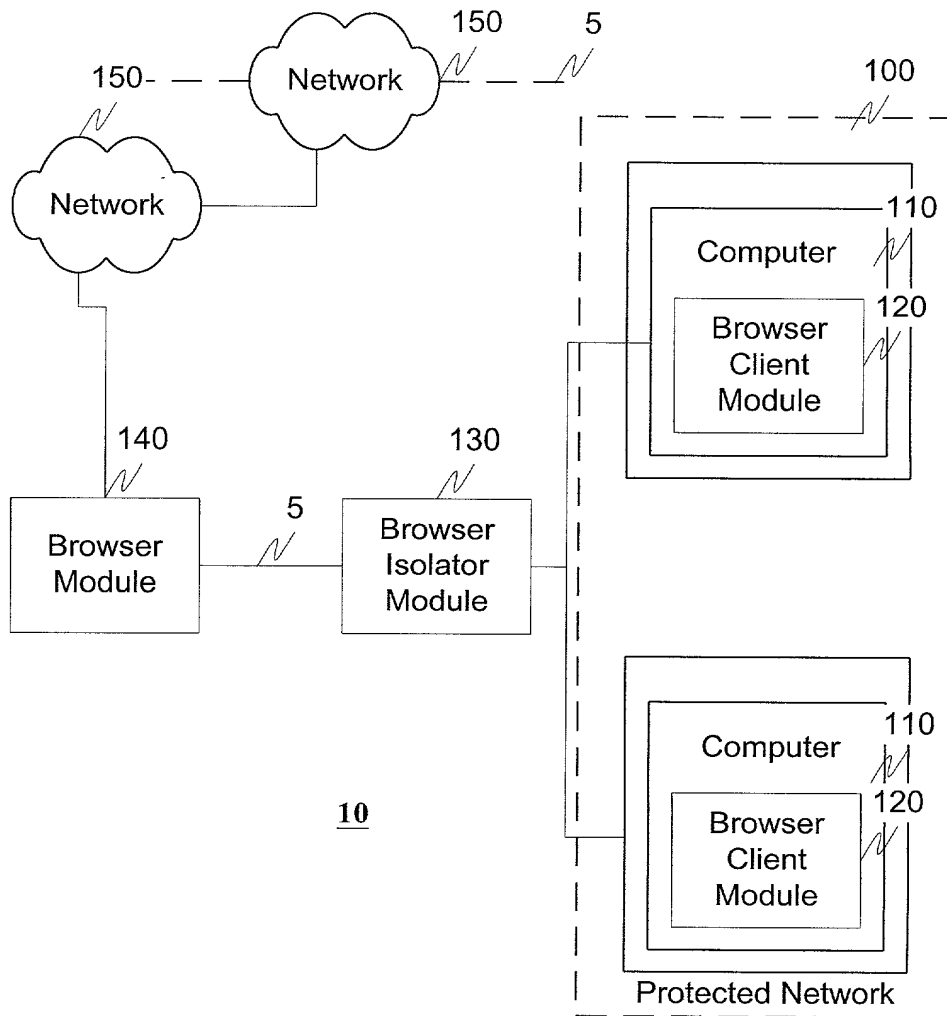 150
5
Network
150
100
Network
110
Computer
120
Browser
Client
Module
140
130
5
Browser
Module
Browser
Isolator
Module
110
Computer
120
Browser
Client
Module
10
Protected Network